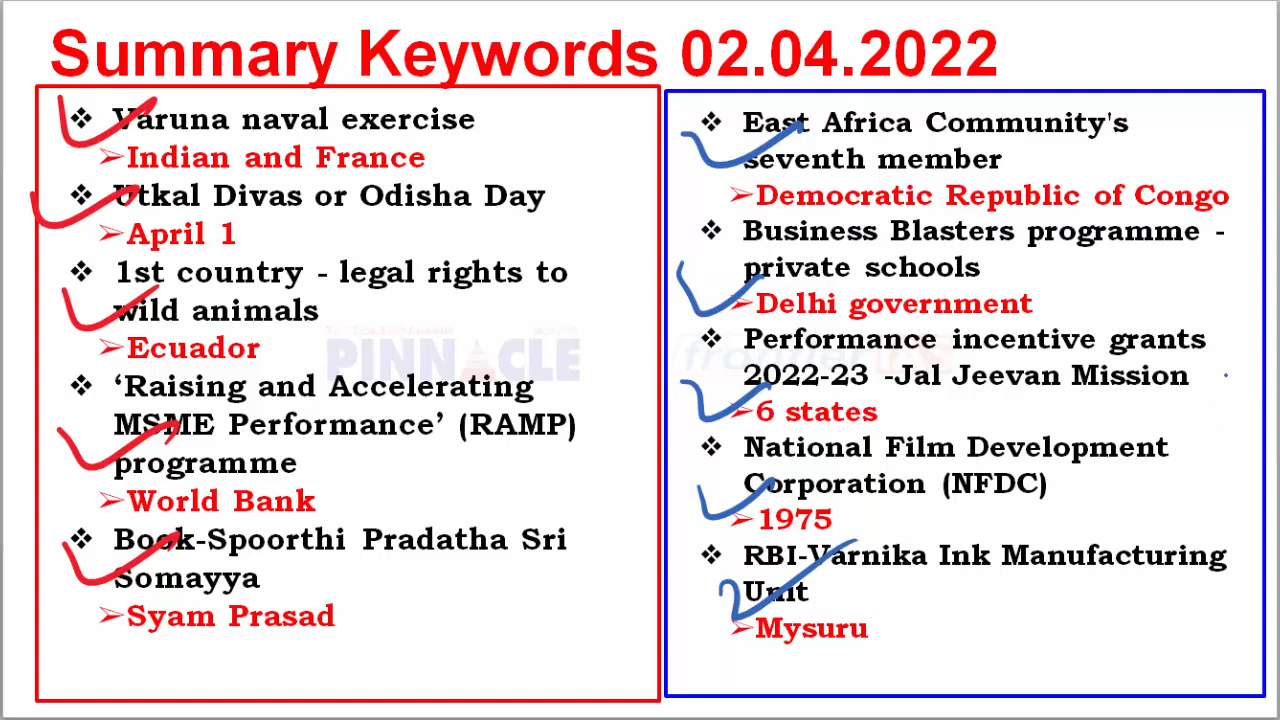 Summary Keywords 02.04.2022
❖ Varuna naval exercise
➢Indian and France
❖ Utkal Divas or Odisha Day
➢April 1
❖ 1st country - legal rights to
wild animals
➢Ecuador
❖ ‘Raising and Accelerating
MSME Performance’ (RAMP)
programme
➢World Bank
❖ Book-Spoorthi Pradatha Sri
Somayya
➢Syam Prasad
❖ East Africa Community's
seventh member
➢Democratic Republic of Congo
❖ Business Blasters programme -
private schools
➢Delhi government
❖ Performance incentive grants
2022-23 -Jal Jeevan Mission
➢6 states
❖ National Film Development
Corporation (NFDC)
➢1975
❖ RBI-Varnika Ink Manufacturing
Unit
➢Mysuru
PINNACLE
frontier